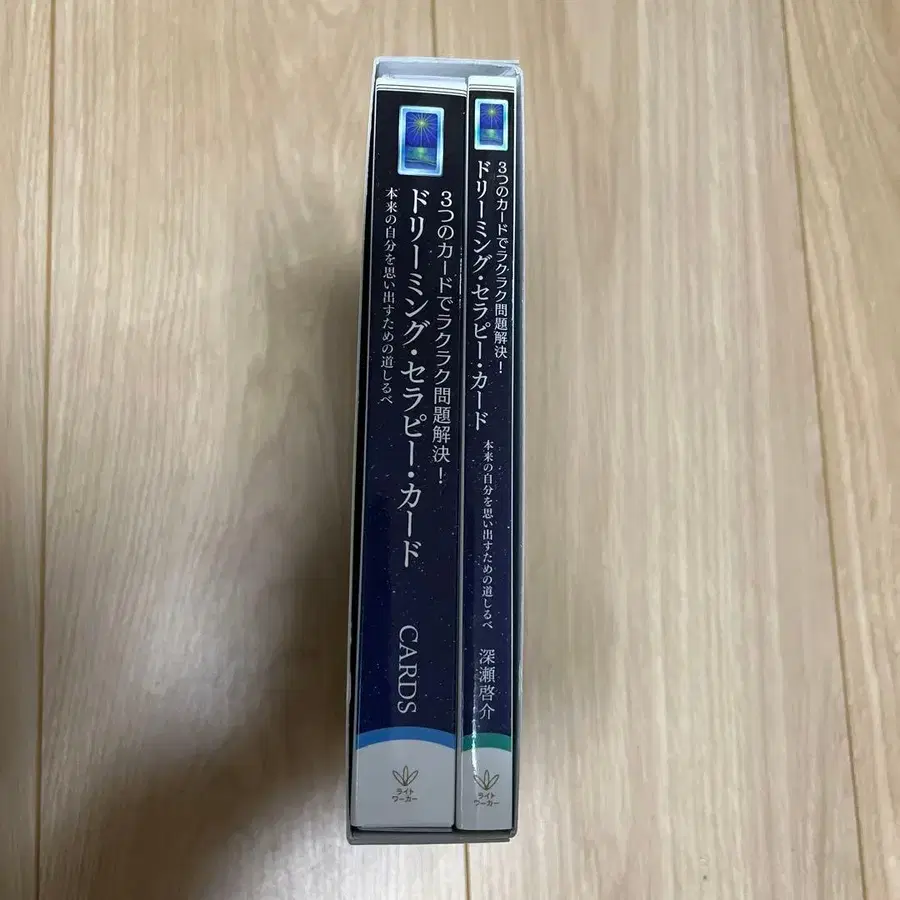 3つのカードでラクラク問題解決！
ドリーミング・セラピー・カード
本来の自分を思い出すための道しるべ
CARDS
ライト
ワーカー
3つのカードでラクラク問題解決！
ドリーミング・セラピー・カード
本来の自分を思い出すための道しるべ
深瀬啓介
ライト
ワーカー